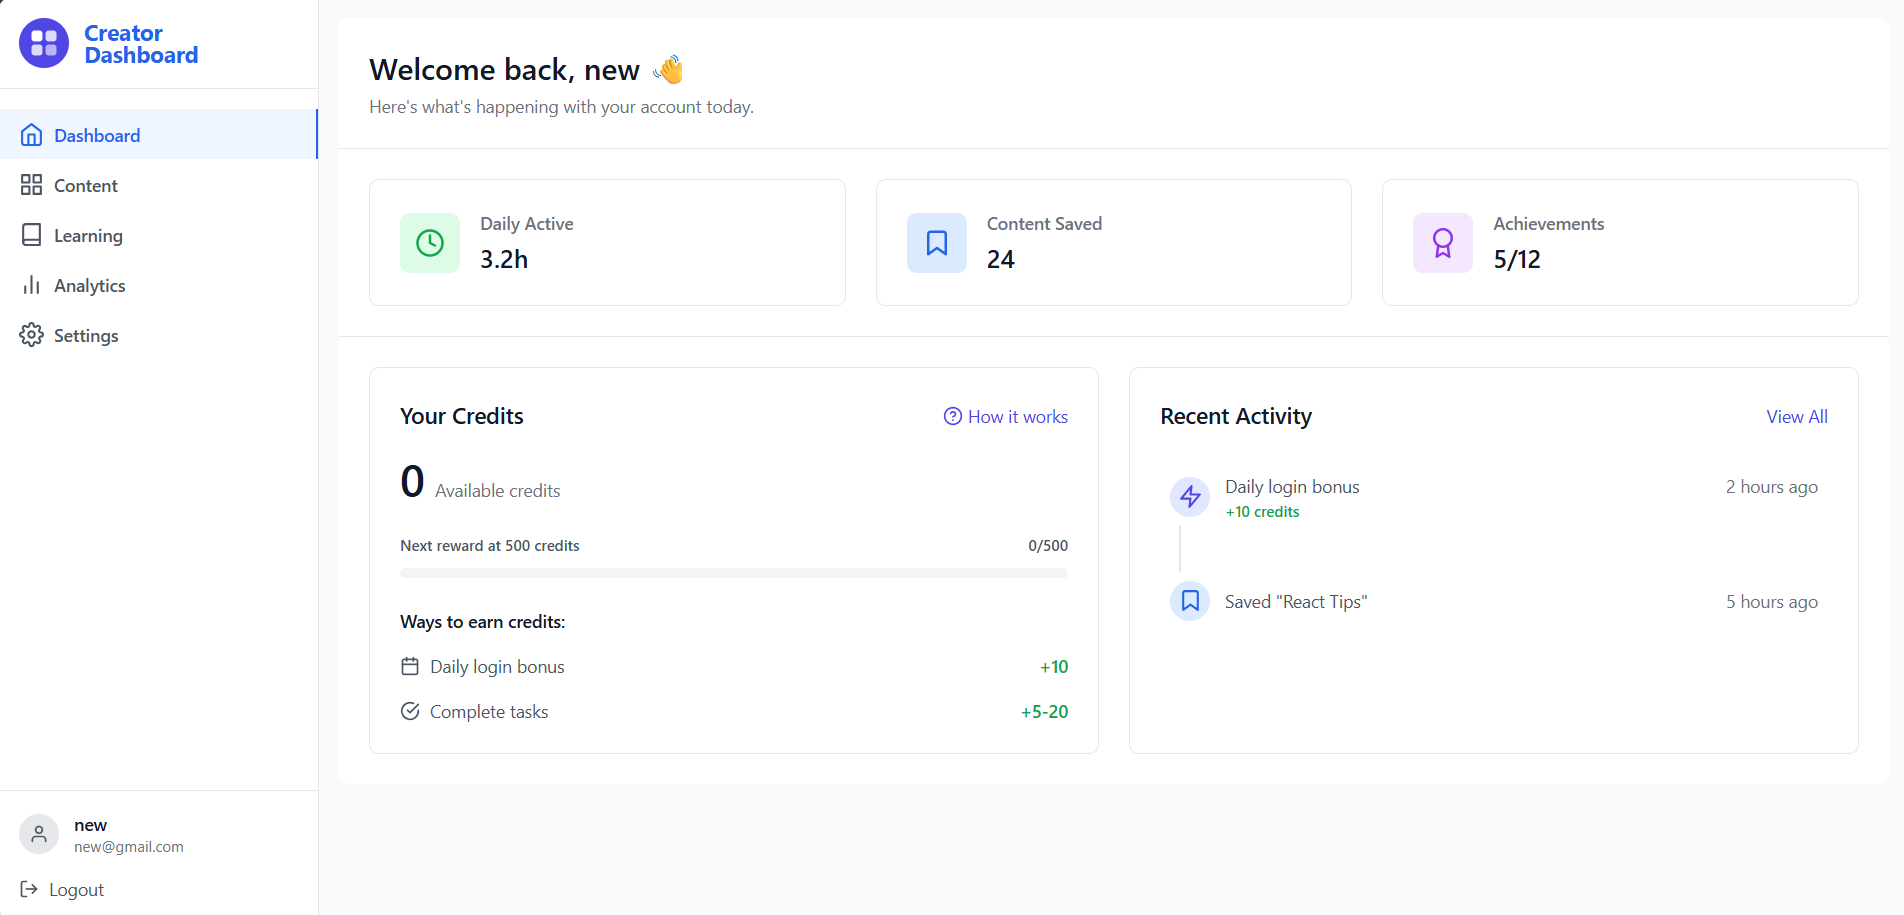 Creator
Dashboard
Dashboard
Content
Learning
Analytics
Settings
new
new@gmail.com
Logout
Welcome back, new 👋
Here's what's happening with your account today.
Daily Active
3.2h
Content Saved
24
Achievements
5/12
Your Credits
How it works
0 Available credits
Next reward at 500 credits 0/500
Ways to earn credits:
Daily login bonus +10
Complete tasks +5-20
Recent Activity
View All
Daily login bonus 2 hours ago
+10 credits
Saved "React Tips" 5 hours ago